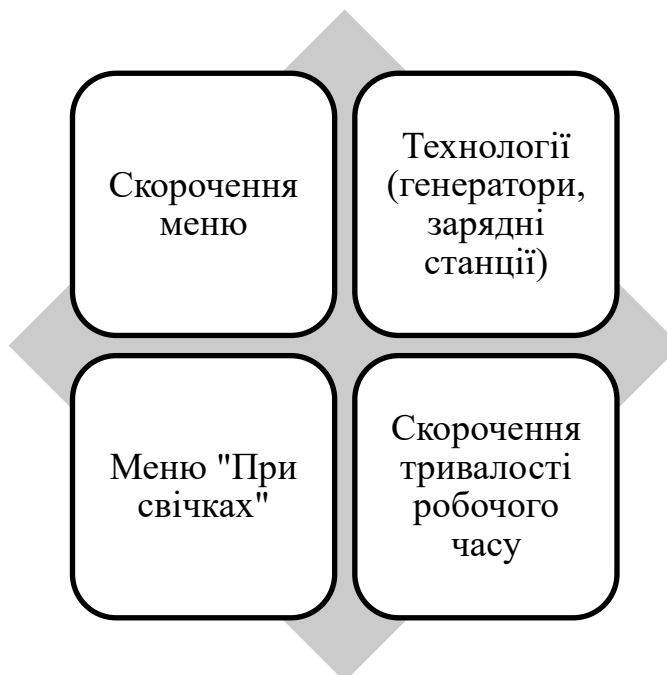 Скорочення
меню
Технології
(генератори,
зарядні
станції)
Меню "При
свічках"
Скорочення
тривалості
робочого
часу